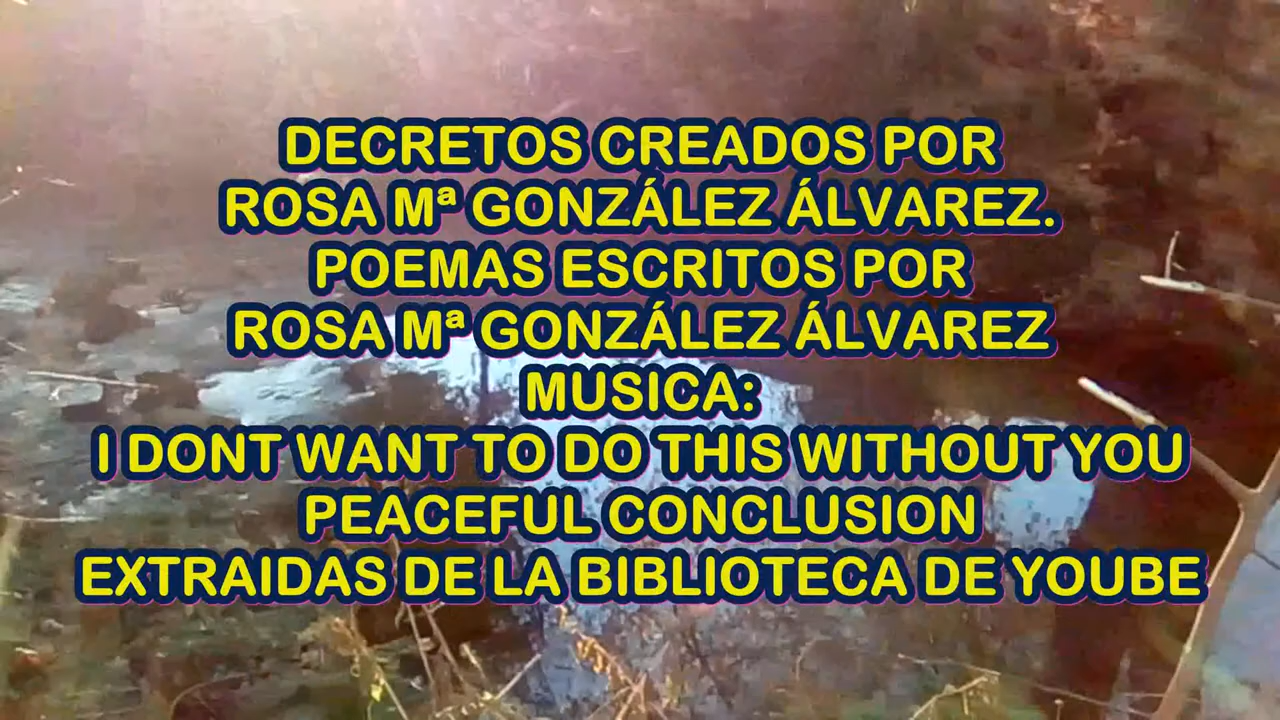 DECRETOS CREADOS POR
ROSA Mª GONZÁLEZ ÁLVAREZ.
POEMAS ESCRITOS POR
ROSA Mª GONZÁLEZ ÁLVAREZ
MUSICA:
I DONT WANT TO DO THIS WITHOUT YOU
PEACEFUL CONCLUSION
EXTRAIDAS DE LA BIBLIOTECA DE YOUBE